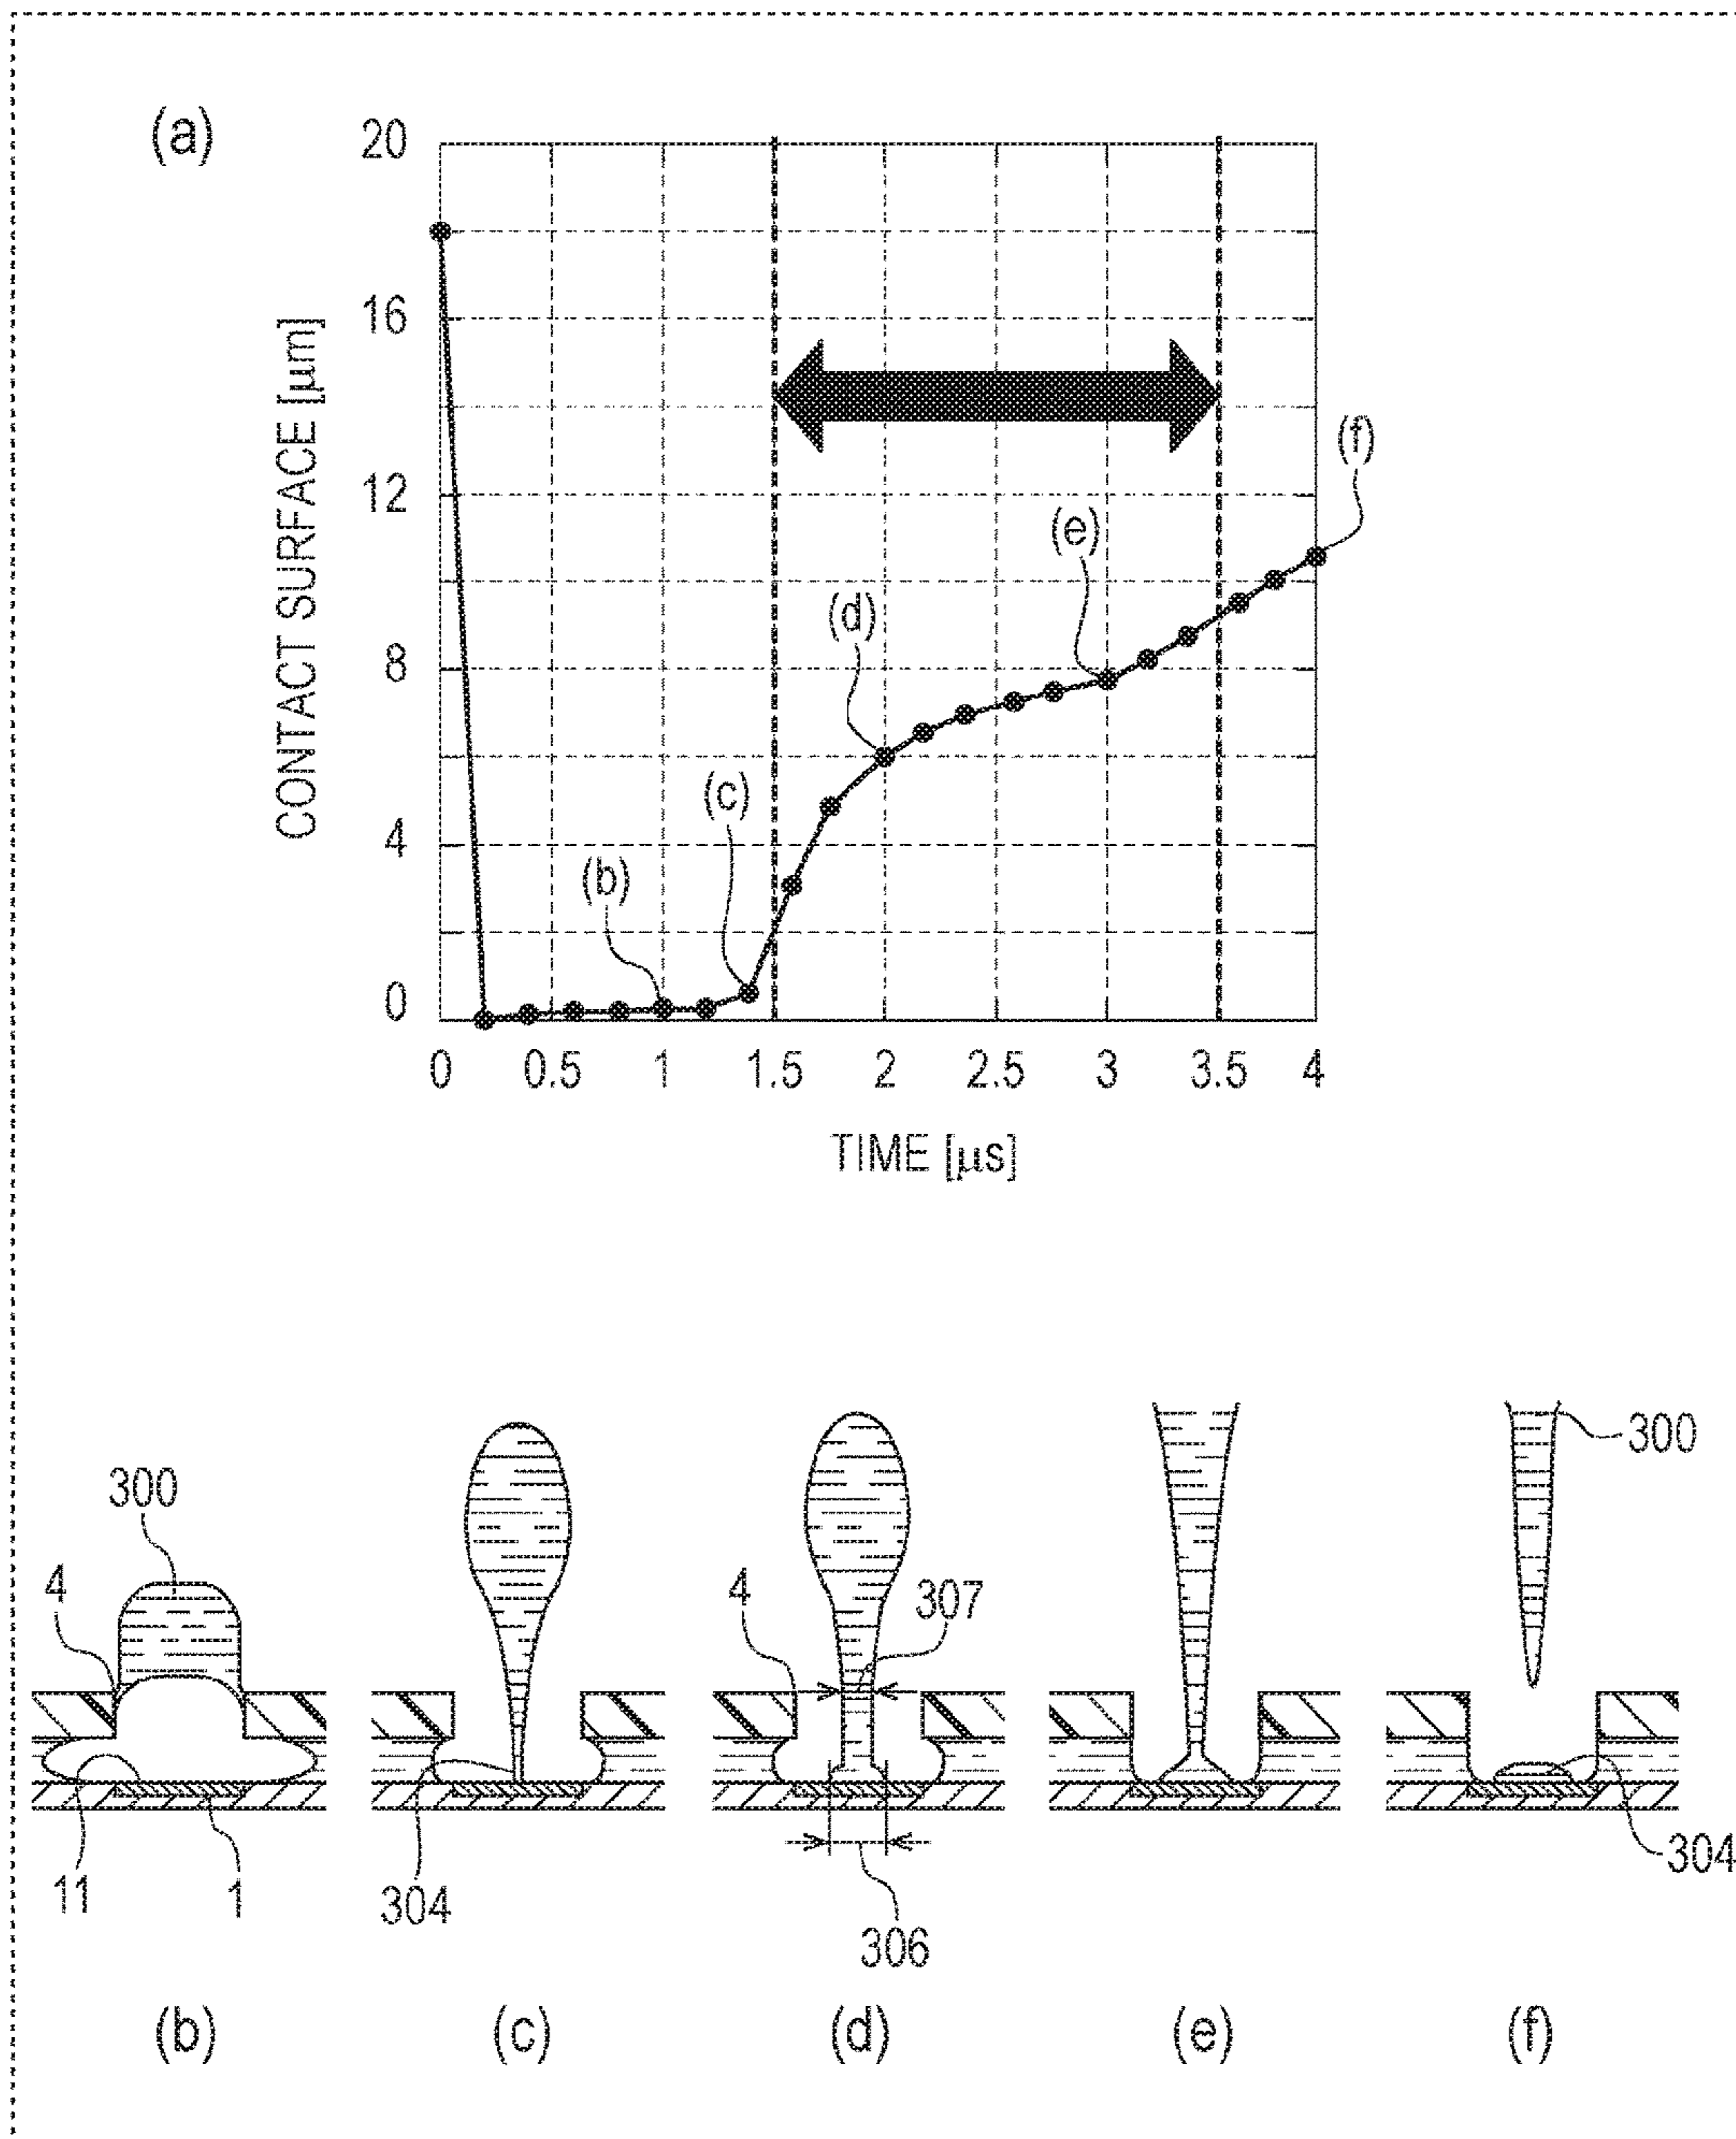 (a)
20
16
12
8
4
0
CONTACT SURFACE [μm]
(b)
(c)
(d)
(e)
(f)
0 0.5 1 1.5 2 2.5 3 3.5 4
TIME [μs]
300
4
11
1
304
4
307
306
300
304
(b) (c) (d) (e) (f)